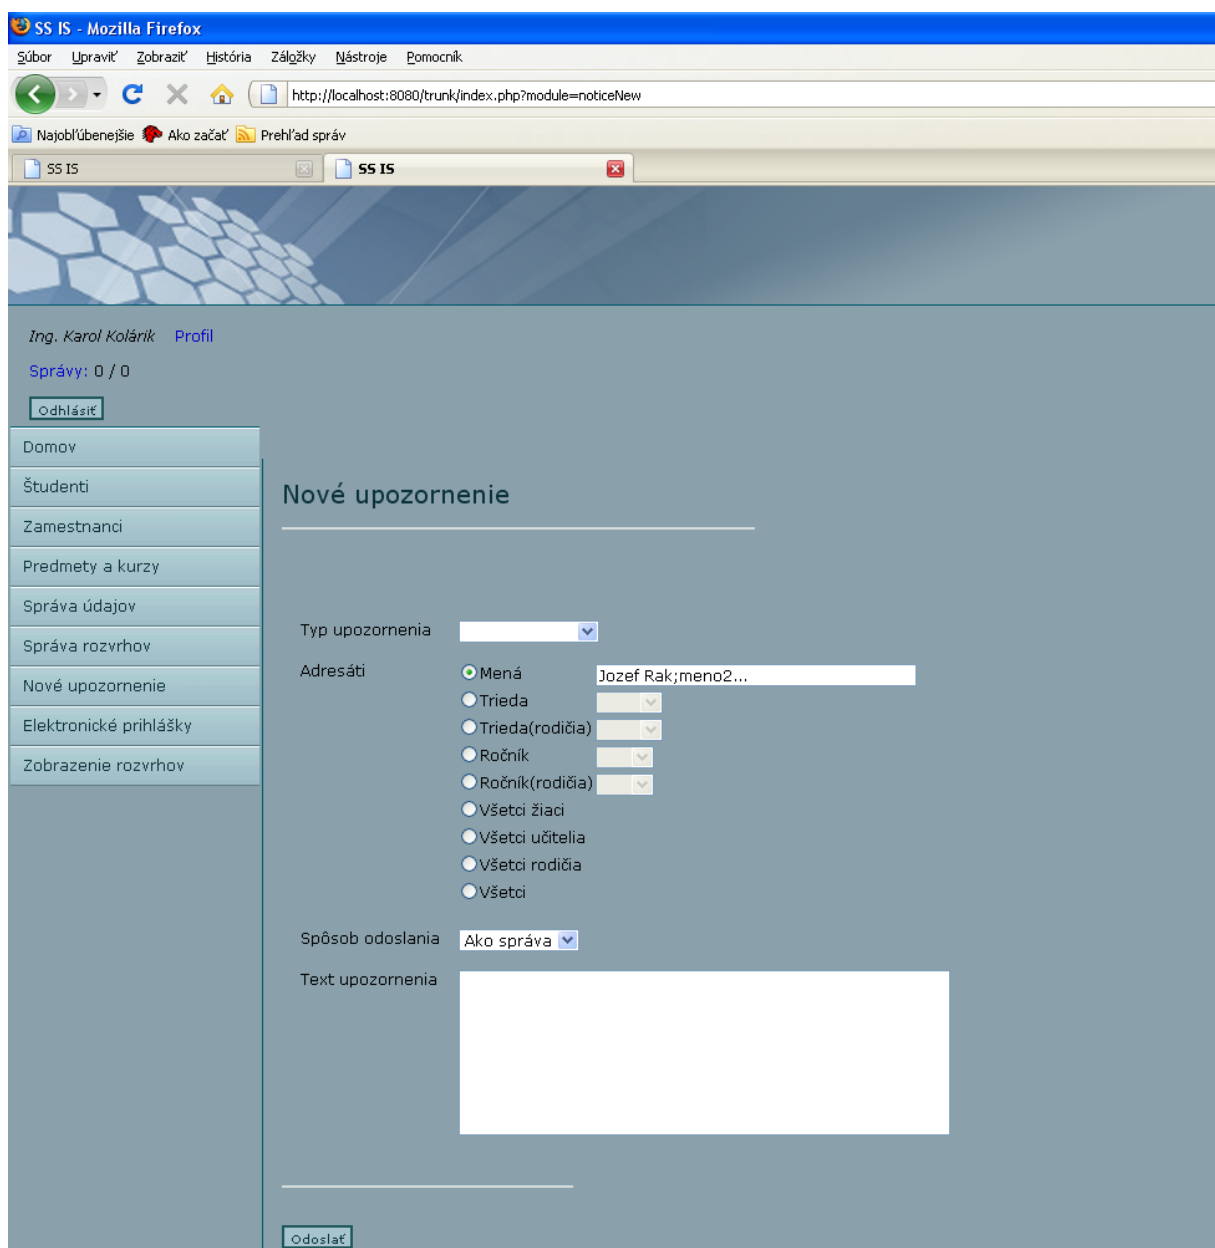 SS IS - Mozilla Firefox
Súbor Upraviť Zobraziť História Záložky Nástroje Pomocník
http://localhost:8080/trunk/index.php?module=noticeNew
Najobľúbenejšie Ako začať Prehľad správ
SS IS SS IS
Ing. Karol Kolárik Profil
Správy: 0 / 0
Odhlásiť
Domov
Študenti
Zamestnanci
Predmety a kurzy
Správa údajov
Správa rozvrhov
Nové upozornenie
Elektronické prihlášky
Zobrazenie rozvrhov
Nové upozornenie
Typ upozornenia
Adresáti
Mená Jozef Rak;meno2...
Trieda
Trieda(rodičia)
Ročník
Ročník(rodičia)
Všetci žiaci
Všetci učitelia
Všetci rodičia
Všetci
Spôsob odoslania Ako správa
Text upozornenia
Odoslať